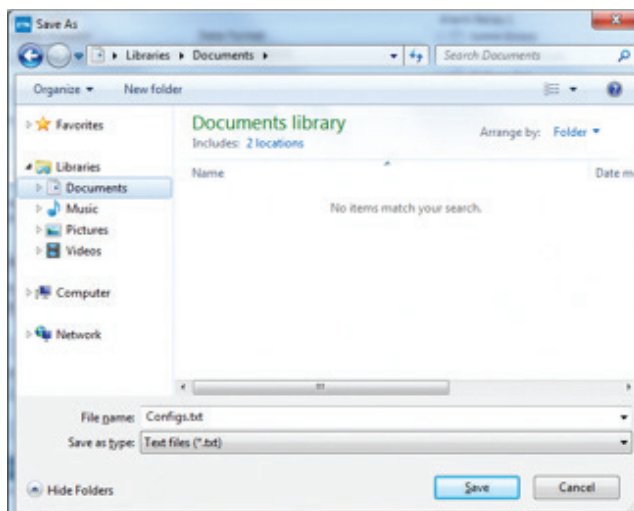 Save As
Libraries Documents
Search Documents
Organize
New folder
Favorites
Libraries
Documents
Music
Pictures
Videos
Computer
Network
Documents library
Includes: 2 locations
Arrange by: Folder
Name
Date m
No items match your search.
File name: Configs.txt
Save as type: Text files (*.txt)
Hide Folders
Save
Cancel